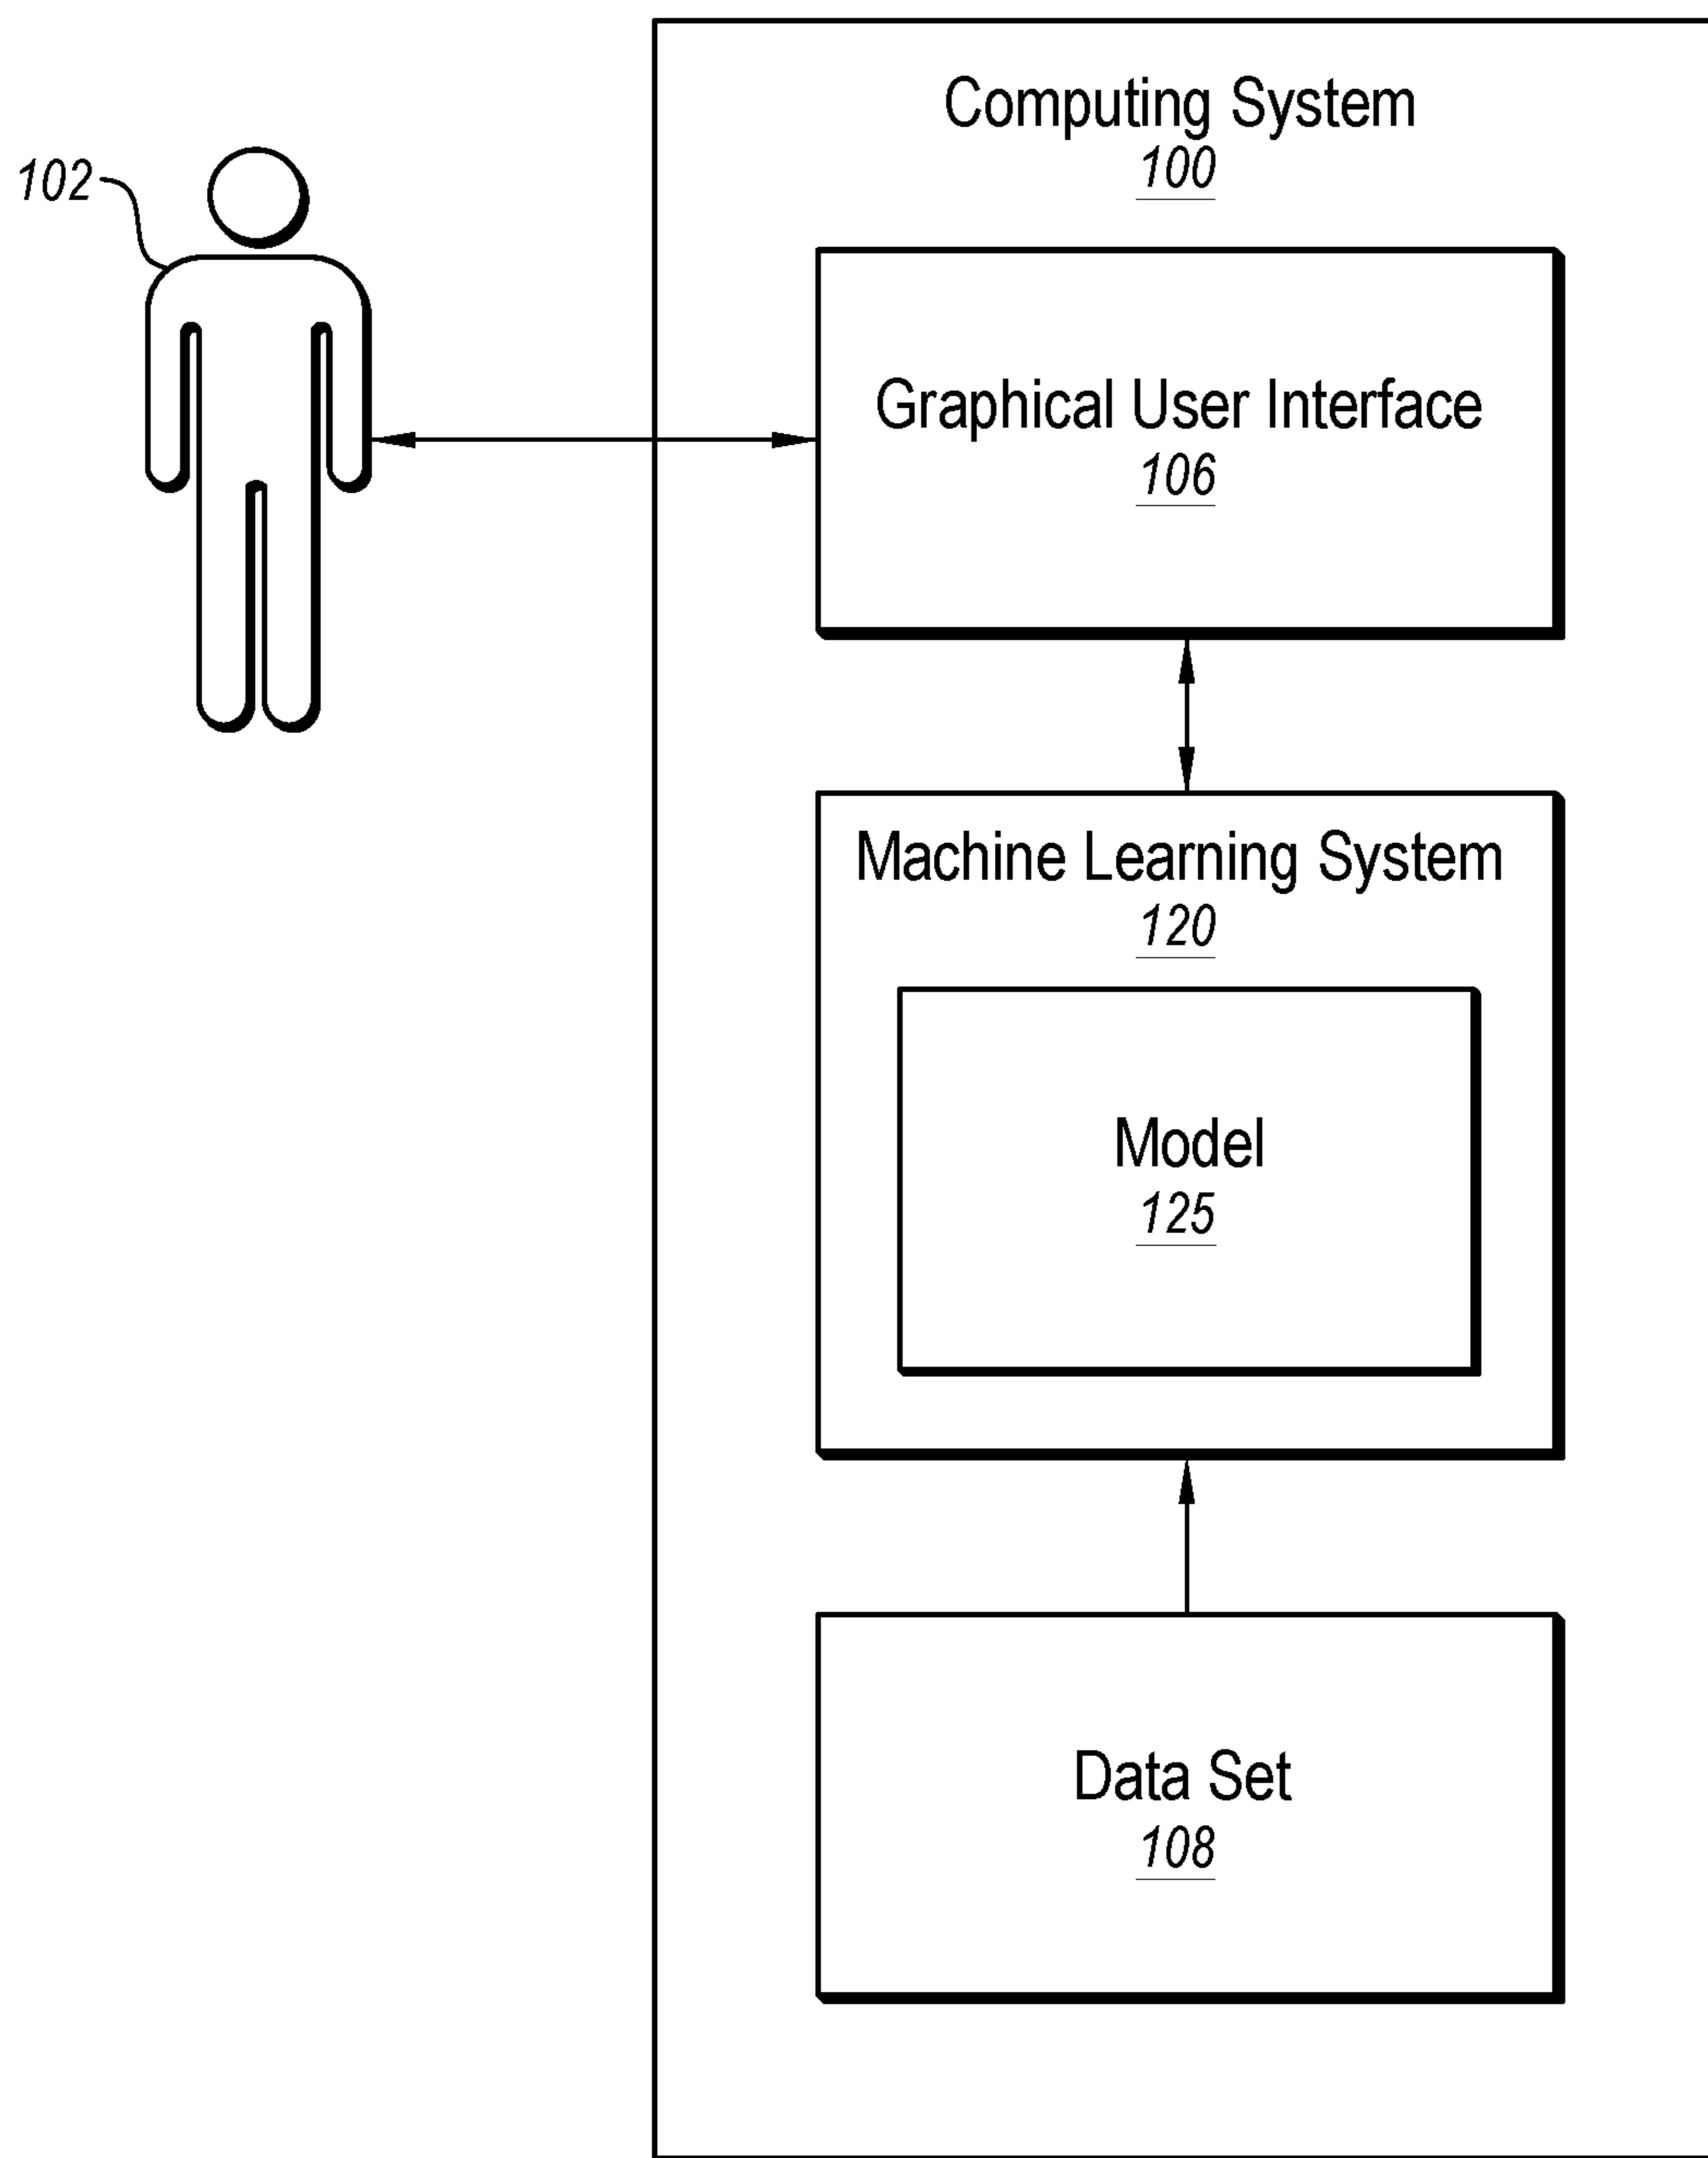 Computing System
100
102
Graphical User Interface
106
Machine Learning System
120
Model
125
Data Set
108